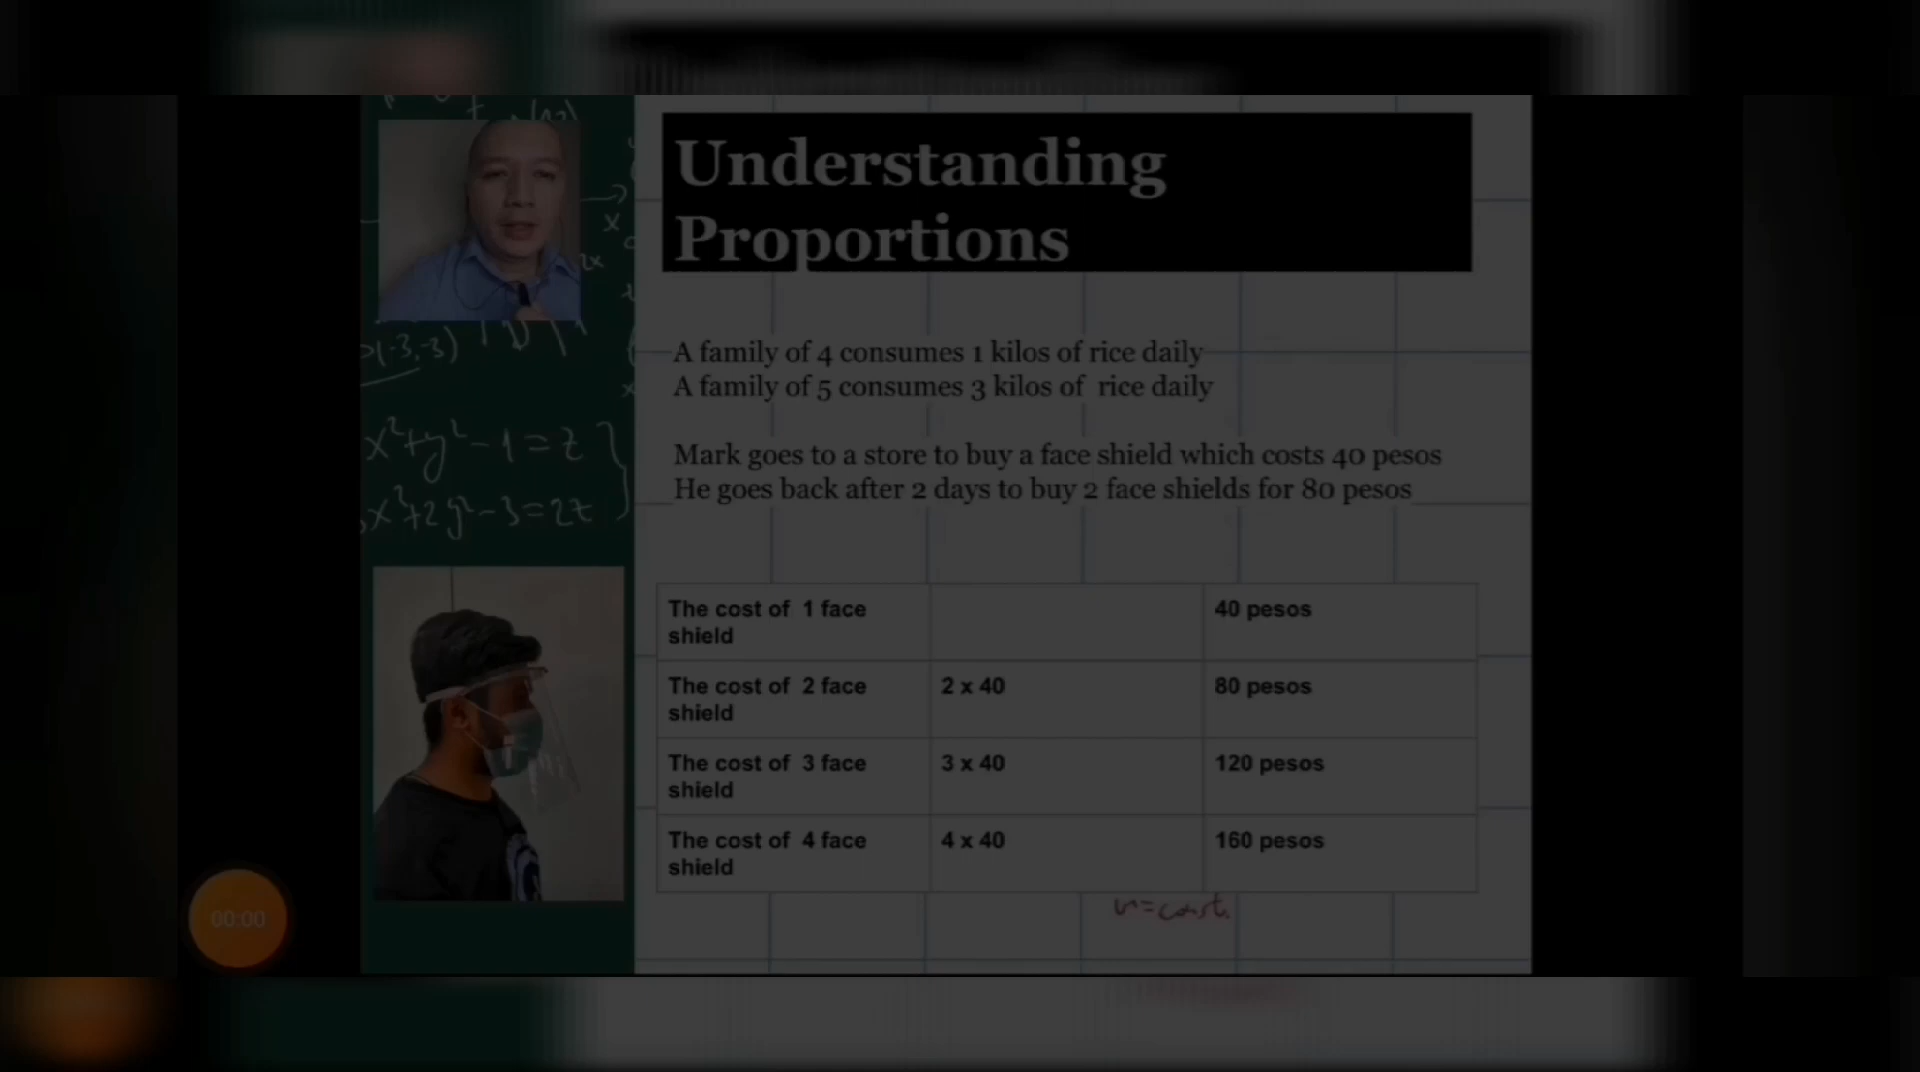 Understanding
Proportions
A family of 4 consumes 1 kilos of rice daily
A family of 5 consumes 3 kilos of rice daily
Mark goes to a store to buy a face shield which costs 40 pesos
He goes back after 2 days to buy 2 face shields for 80 pesos
The cost of 1 face
shield
40 pesos
The cost of 2 face
shield
2 x 40
80 pesos
The cost of 3 face
shield
3 x 40
120 pesos
The cost of 4 face
shield
4 x 40
160 pesos
x²+y²-1=z
2x
(-3,-3)
00:00